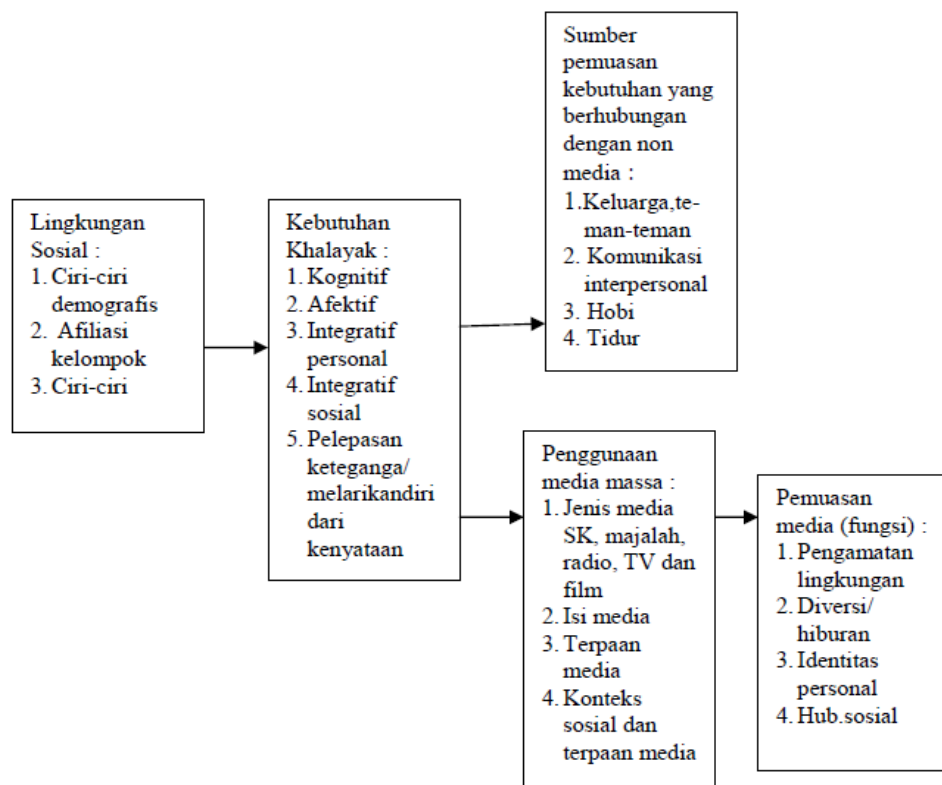 Lingkungan
Sosial :
1. Ciri-ciri
demografis
2. Afiliasi
kelompok
3. Ciri-ciri
Kebutuhan
Khalayak :
1. Kognitif
2. Afektif
3. Integratif
personal
4. Integratif
sosial
5. Pelepasan
keteganga/
melarikandiri
dari
kenyataan
Sumber
pemuasan
kebutuhan yang
berhubungan
dengan non
media :
1.Keluarga,te-
man-teman
2. Komunikasi
interpersonal
3. Hobi
4. Tidur
Penggunaan
media massa :
1. Jenis media
SK, majalah,
radio, TV dan
film
2. Isi media
3. Terpaan
media
4. Konteks
sosial dan
terpaan media
Pemuasan
media (fungsi) :
1. Pengamatan
lingkungan
2. Diversi/
hiburan
3. Identitas
personal
4. Hub.sosial